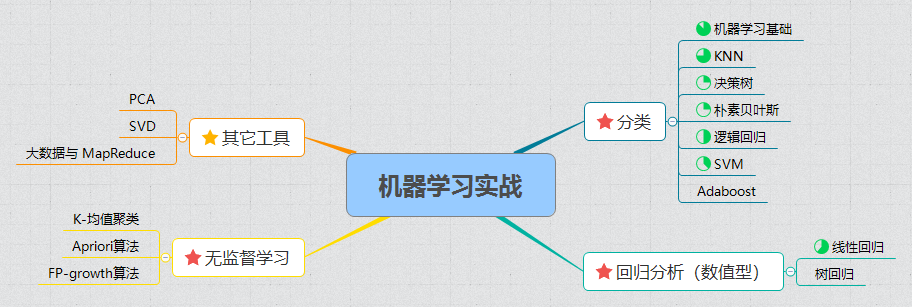 机器学习实战
分类
机器学习基础
KNN
决策树
朴素贝叶斯
逻辑回归
SVM
Adaboost
回归分析（数值型）
线性回归
树回归
其它工具
PCA
SVD
大数据与 MapReduce
无监督学习
K-均值聚类
Apriori算法
FP-growth算法